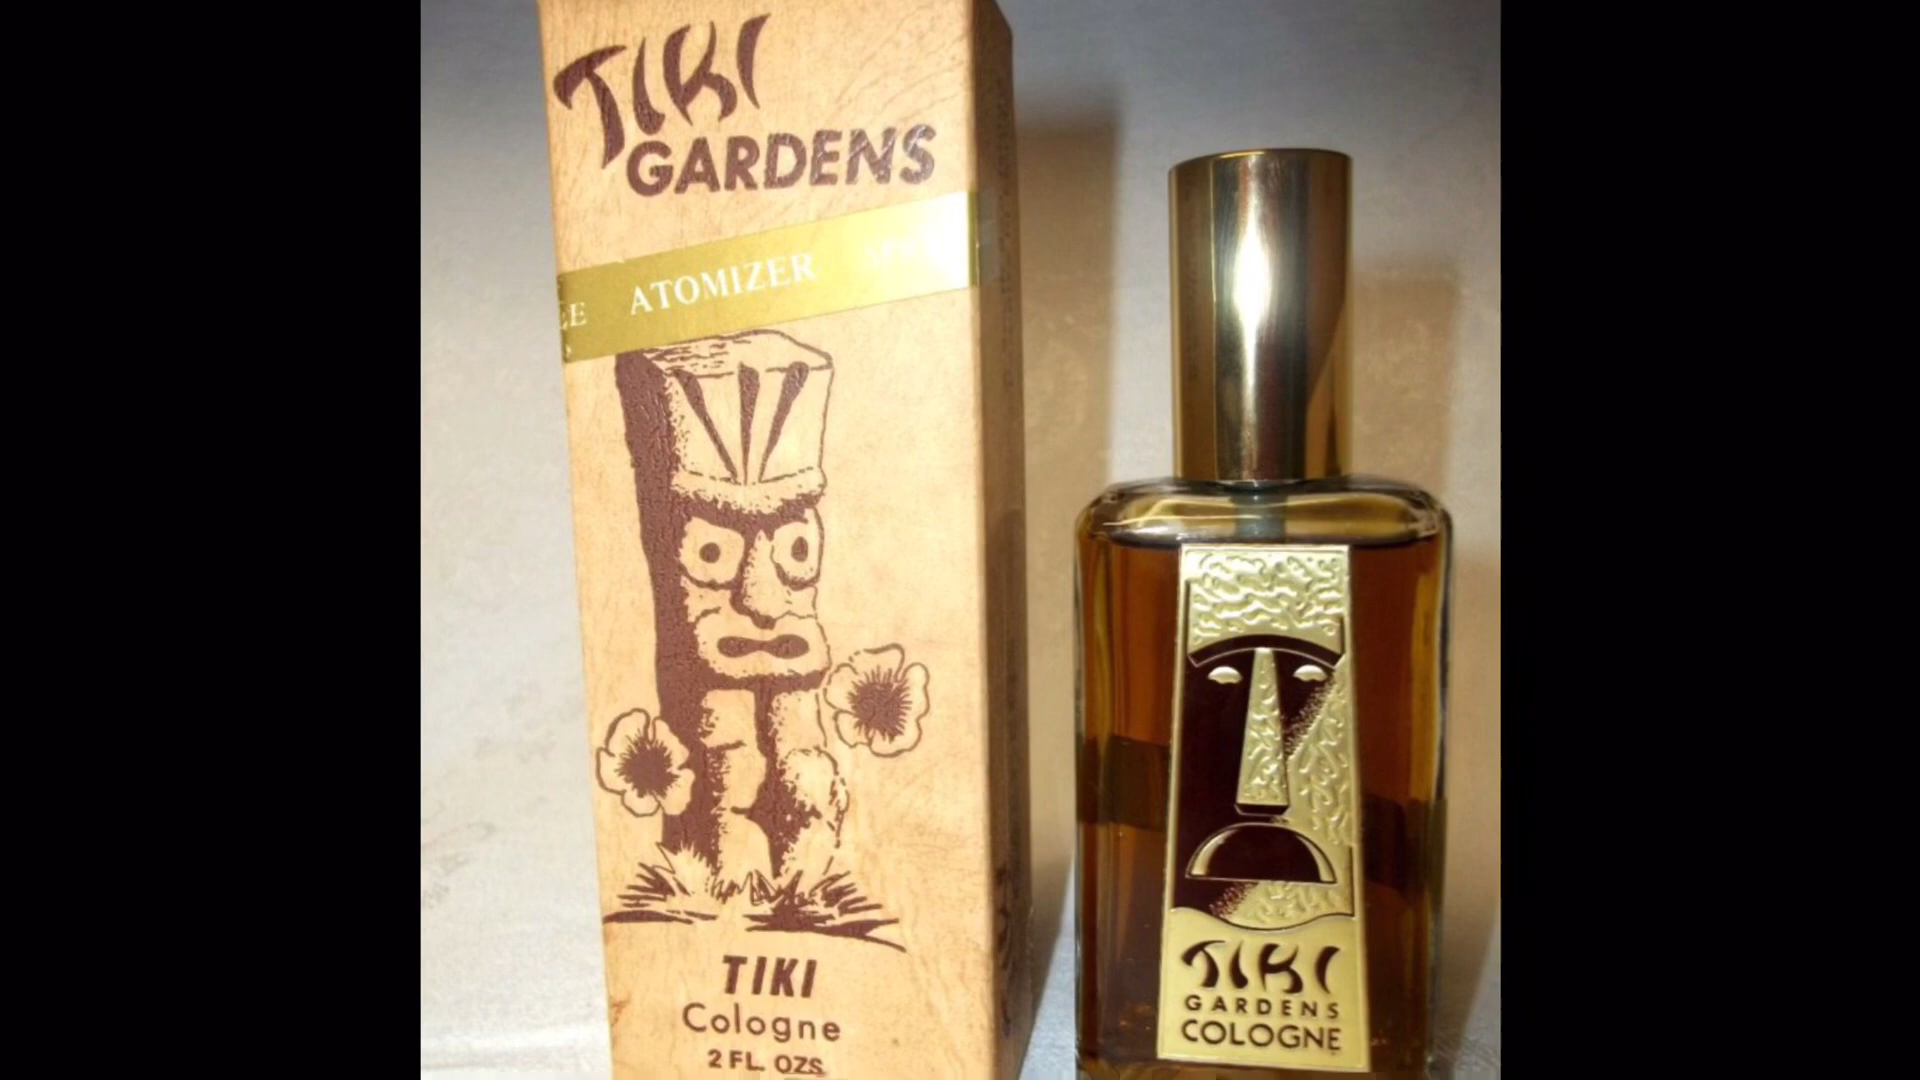 TIKI
GARDENS
ATOMIZER
TIKI
Cologne
2 FL. OZS.
TIKI
GARDENS
COLOGNE